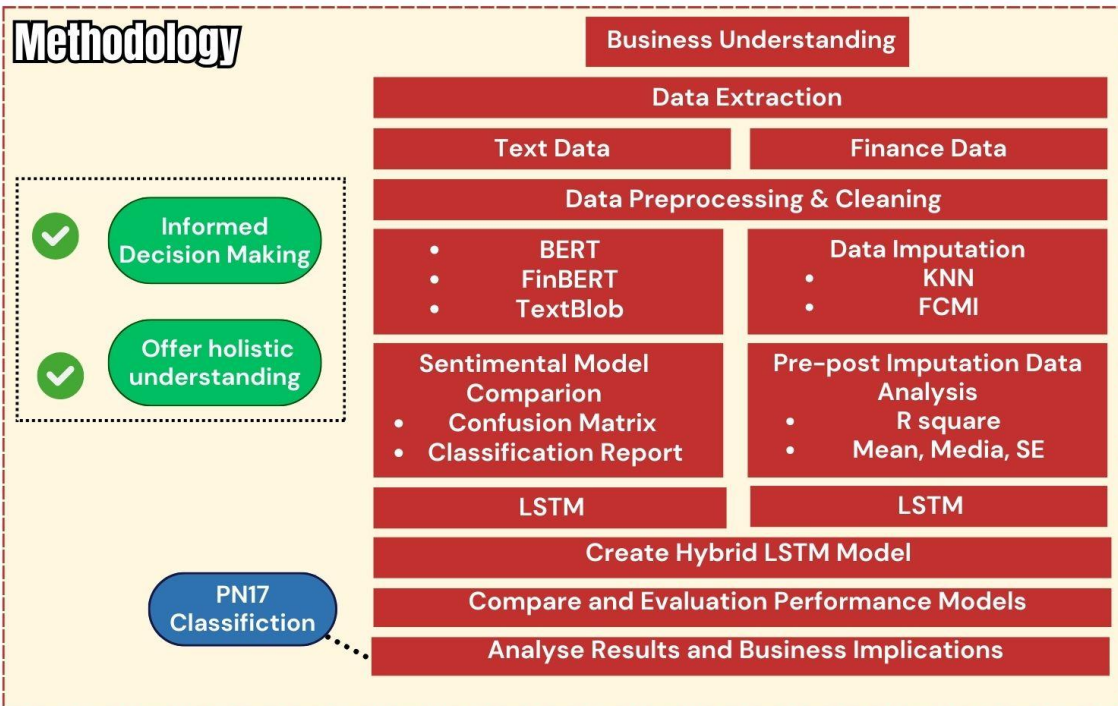 Methodology
Business Understanding
Data Extraction
Text Data
Finance Data
Data Preprocessing & Cleaning
• BERT
• FinBERT
• TextBlob
Data Imputation
• KNN
• FCMI
Sentimental Model
Comparion
• Confusion Matrix
• Classification Report
Pre-post Imputation Data
Analysis
• R square
• Mean, Media, SE
LSTM
LSTM
Create Hybrid LSTM Model
Compare and Evaluation Performance Models
Analyse Results and Business Implications
Informed
Decision Making
Offer holistic
understanding
PN17
Classifiction